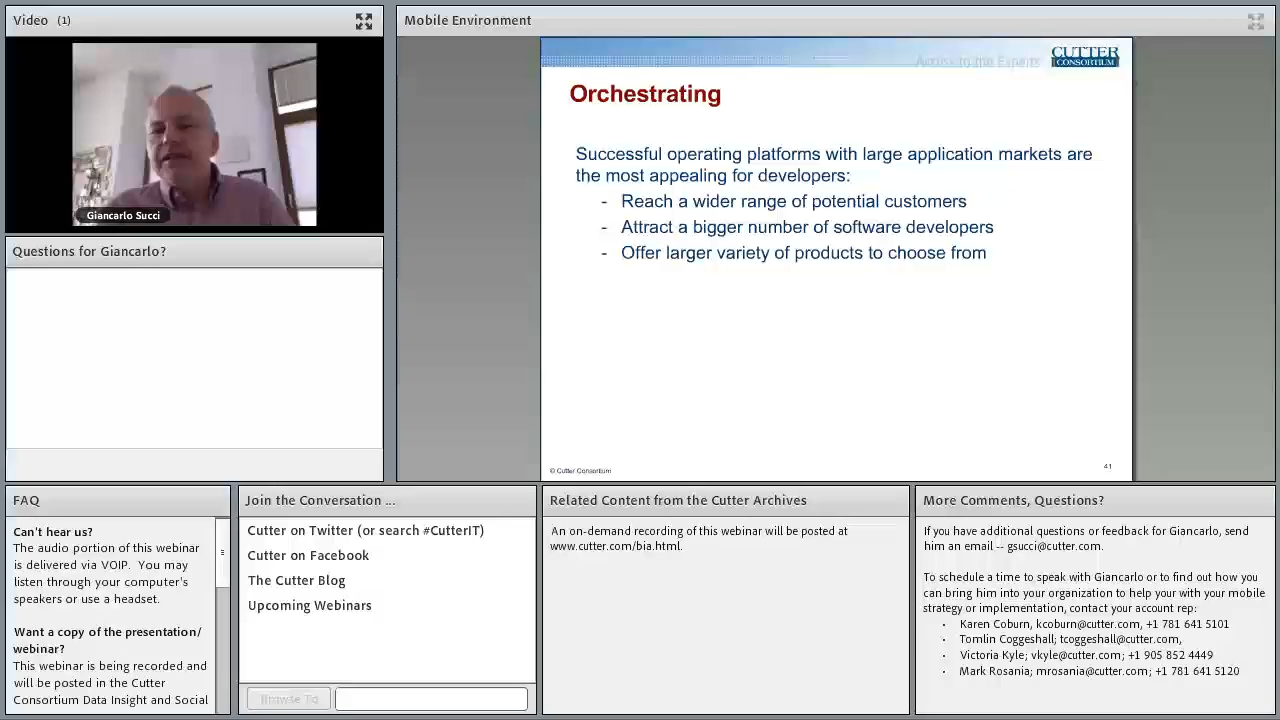 Video (1)
Giancarlo Succi
Questions for Giancarlo?
Mobile Environment
Access to the Experts
CUTTER
CONSORTIUM
Orchestrating
Successful operating platforms with large application markets are
the most appealing for developers:
- Reach a wider range of potential customers
- Attract a bigger number of software developers
- Offer larger variety of products to choose from
© Cutter Consortium
41
FAQ
Can't hear us?
The audio portion of this webinar
is delivered via VOIP. You may
listen through your computer's
speakers or use a headset.
Want a copy of the presentation/
webinar?
This webinar is being recorded and
will be posted in the Cutter
Consortium Data Insight and Social
Join the Conversation ...
Cutter on Twitter (or search #CutterIT)
Cutter on Facebook
The Cutter Blog
Upcoming Webinars
Browse To
Related Content from the Cutter Archives
An on-demand recording of this webinar will be posted at
www.cutter.com/bia.html.
More Comments, Questions?
If you have additional questions or feedback for Giancarlo, send
him an email -- gsucci@cutter.com.
To schedule a time to speak with Giancarlo or to find out how you
can bring him into your organization to help your with your mobile
strategy or implementation, contact your account rep:
• Karen Coburn, kcoburn@cutter.com, +1 781 641 5101
• Tomlin Coggeshall; tcoggeshall@cutter.com,
• Victoria Kyle; vkyle@cutter.com; +1 905 852 4449
• Mark Rosania; mrosania@cutter.com; +1 781 641 5120